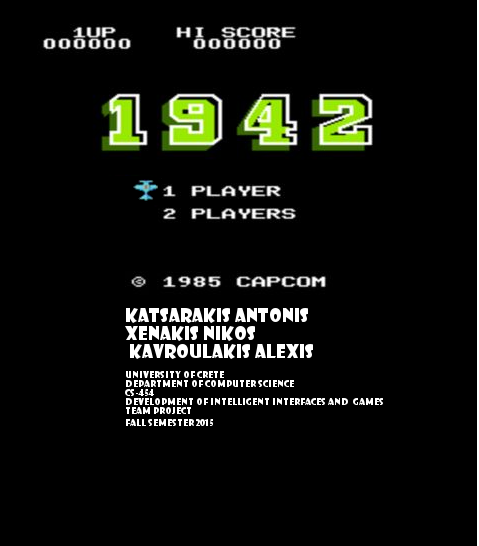 1UP HI SCORE
000000 000000
1942
1 PLAYER
2 PLAYERS
© 1985 CAPCOM
KATSARAKIS ANTONIS
XENAKIS NIKOS
KAVROULAKIS ALEXIS
UNIVERSITY OF CRETE
DEPARTMENT OF COMPUTER SCIENCE
CS-454
DEVELOPMENT OF INTELLIGENT INTERFACES AND GAMES
TEAM PROJECT
FALL SEMESTER 2015